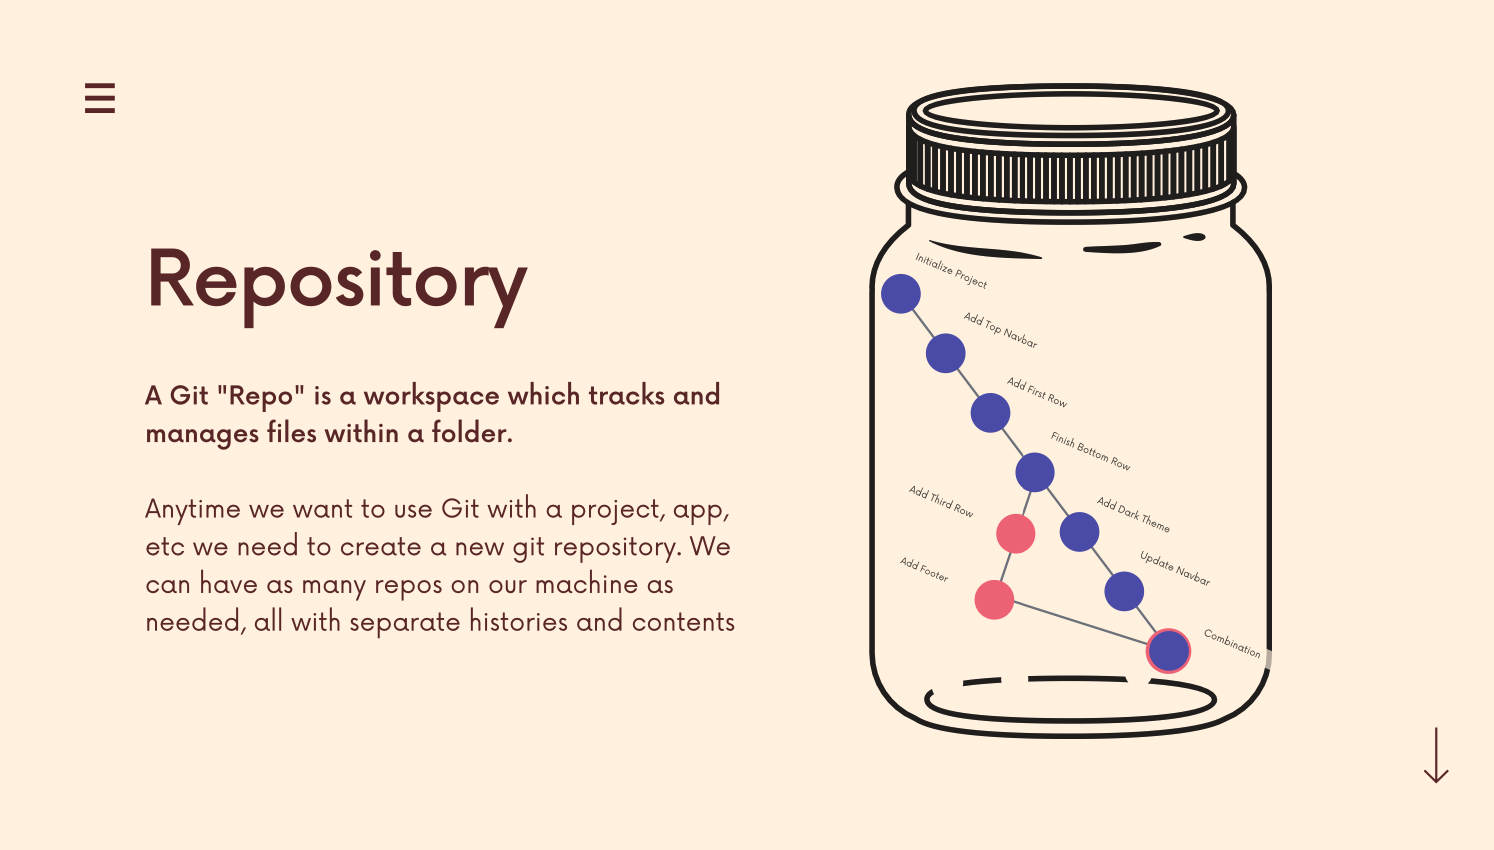 Repository
A Git "Repo" is a workspace which tracks and
manages files within a folder.
Anytime we want to use Git with a project, app,
etc we need to create a new git repository. We
can have as many repos on our machine as
needed, all with separate histories and contents
Initialize Project
Add Top Navbar
Add First Row
Finish Bottom Row
Add Third Row
Add Dark Theme
Add Footer
Update Navbar
Combination